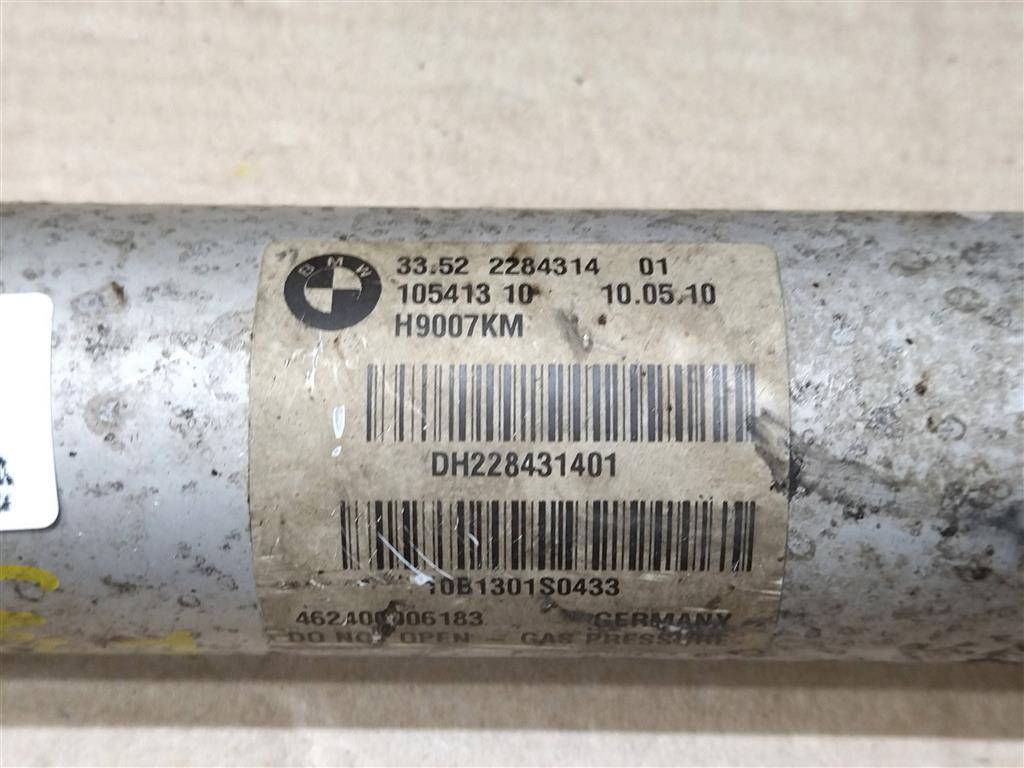 BMW
33.52 2284314 01
105413 10 10.05.10
H9007KM
DH228431401
10B1301S0433
462400006183 GERMANY
DO NOT OPEN - GAS PRESSURE